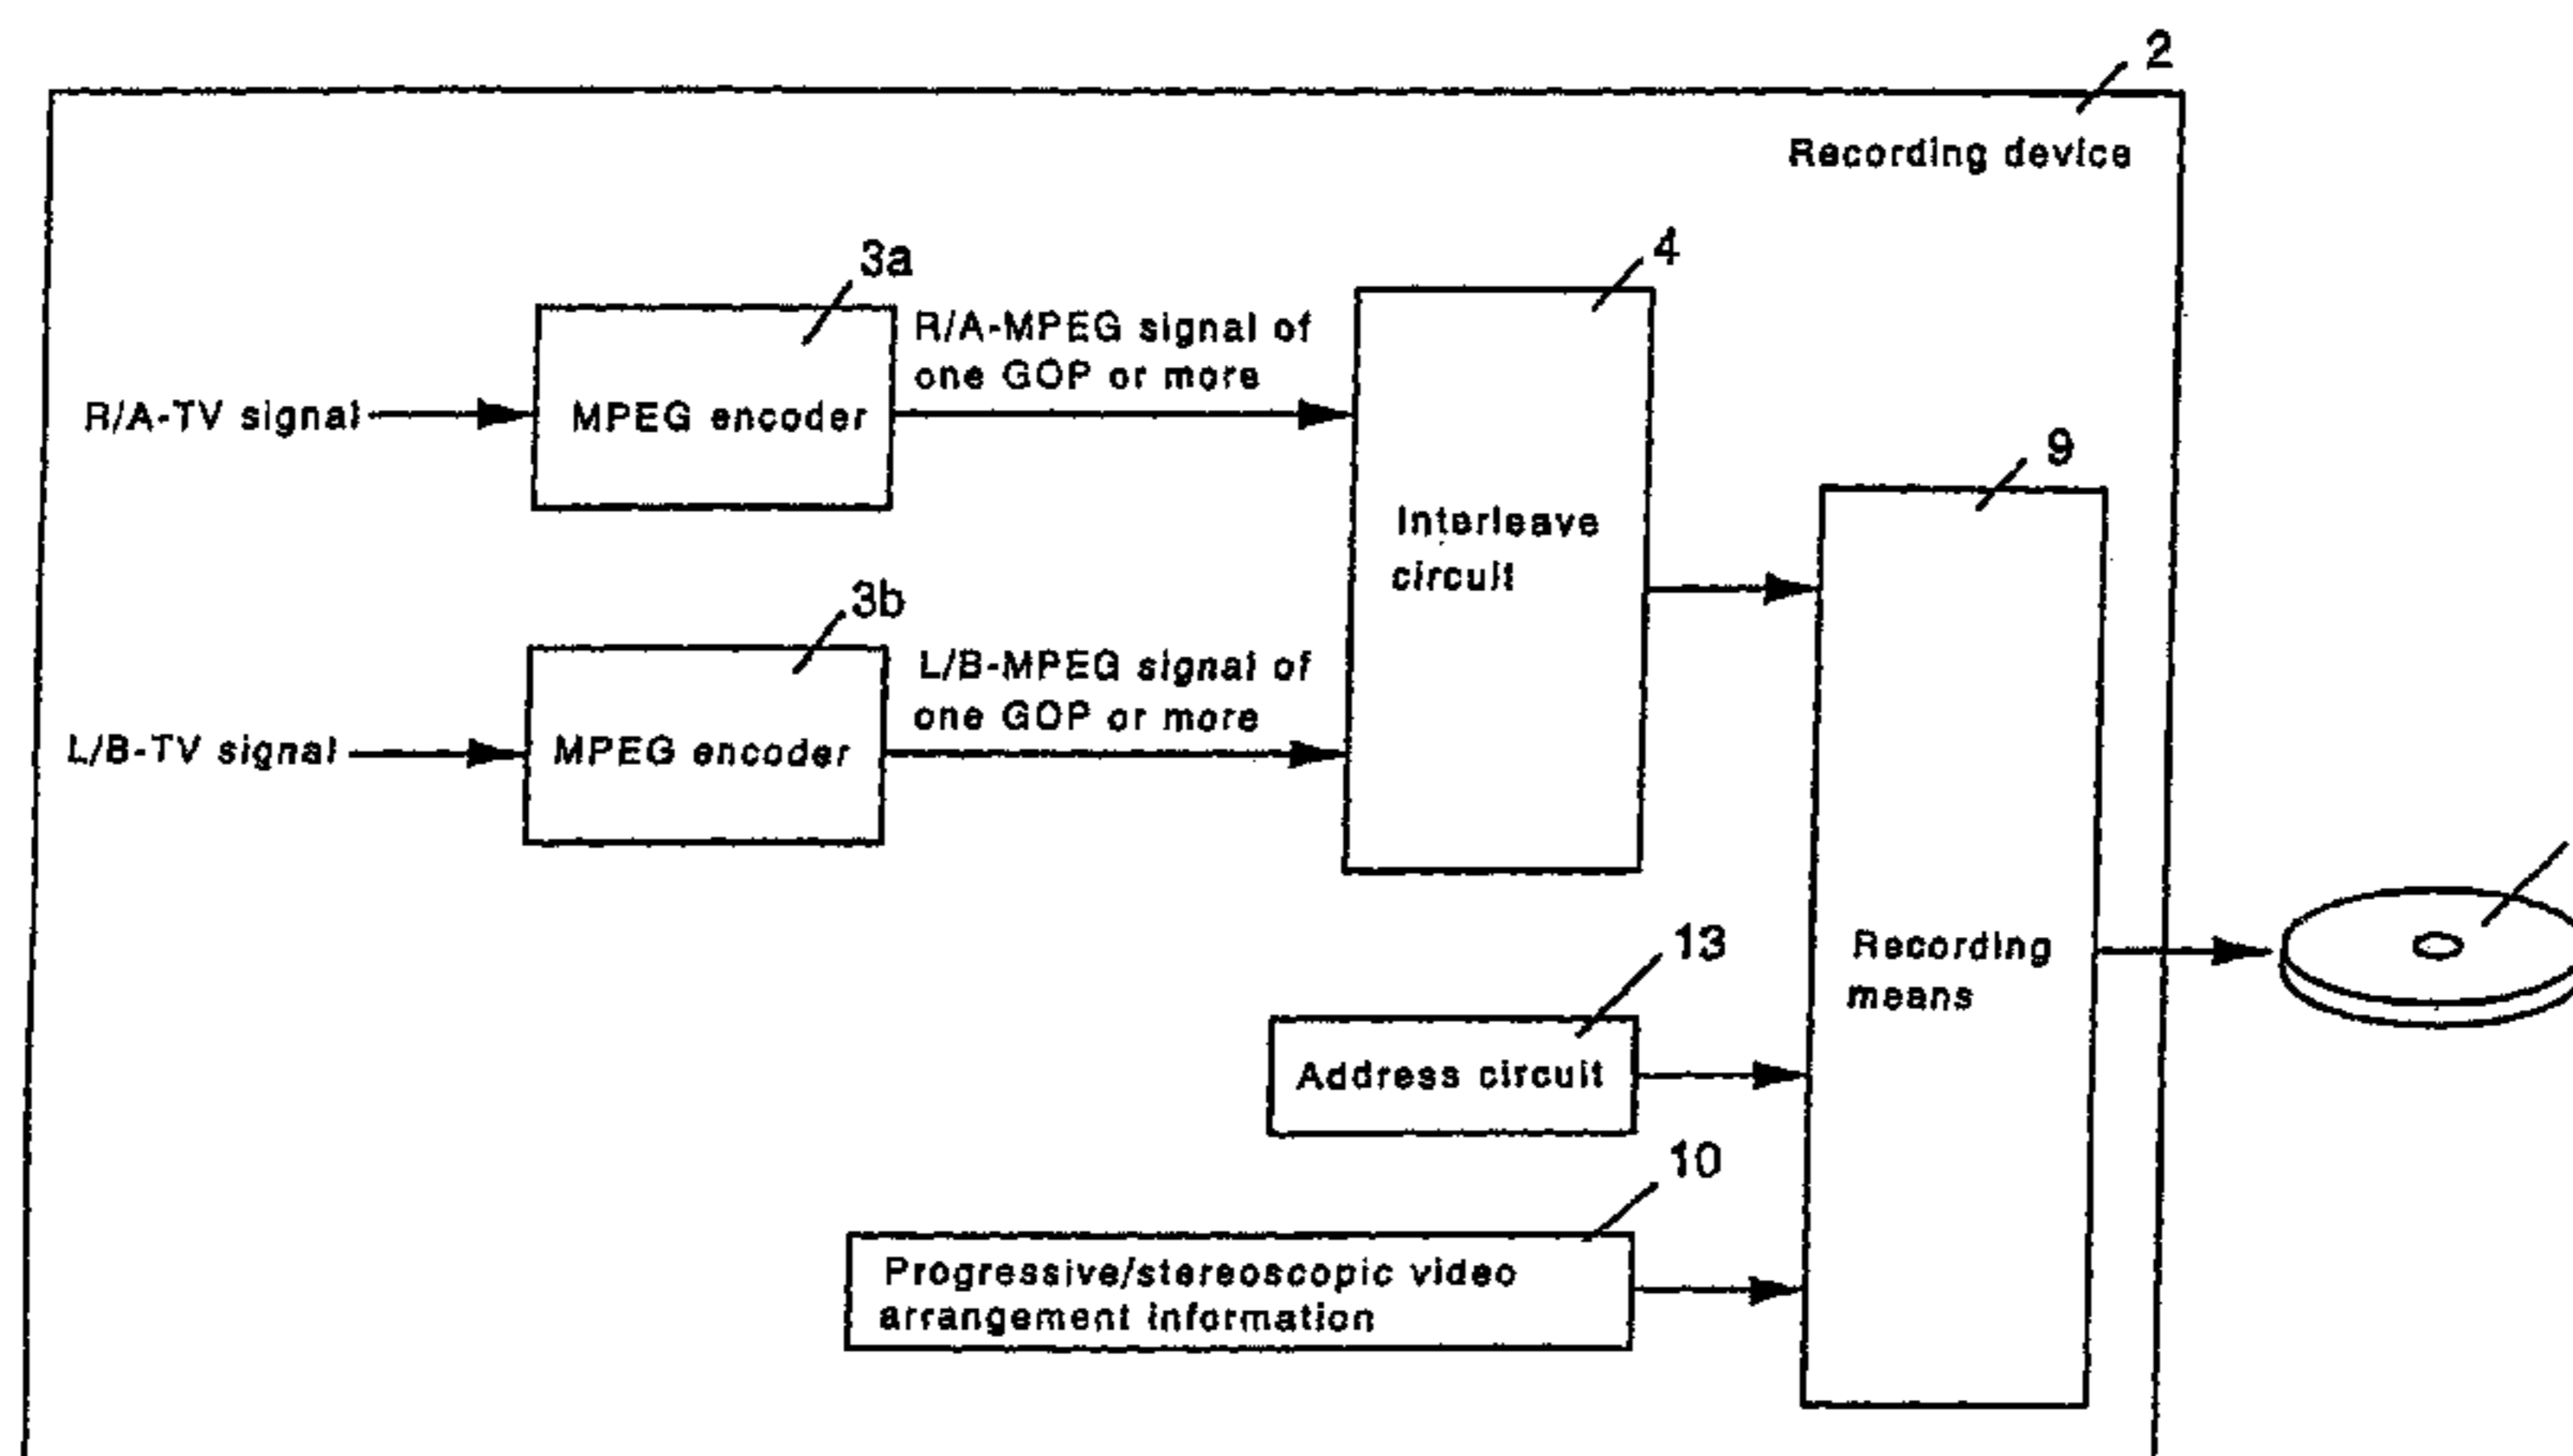 2
Recording device
3a
4
R/A-MPEG signal of
one GOP or more
R/A-TV signal
MPEG encoder
9
Interleave
circuit
3b
L/B-MPEG signal of
one GOP or more
L/B-TV signal
MPEG encoder
13
Recording
means
Address circuit
10
Progressive/stereoscopic video
arrangement information